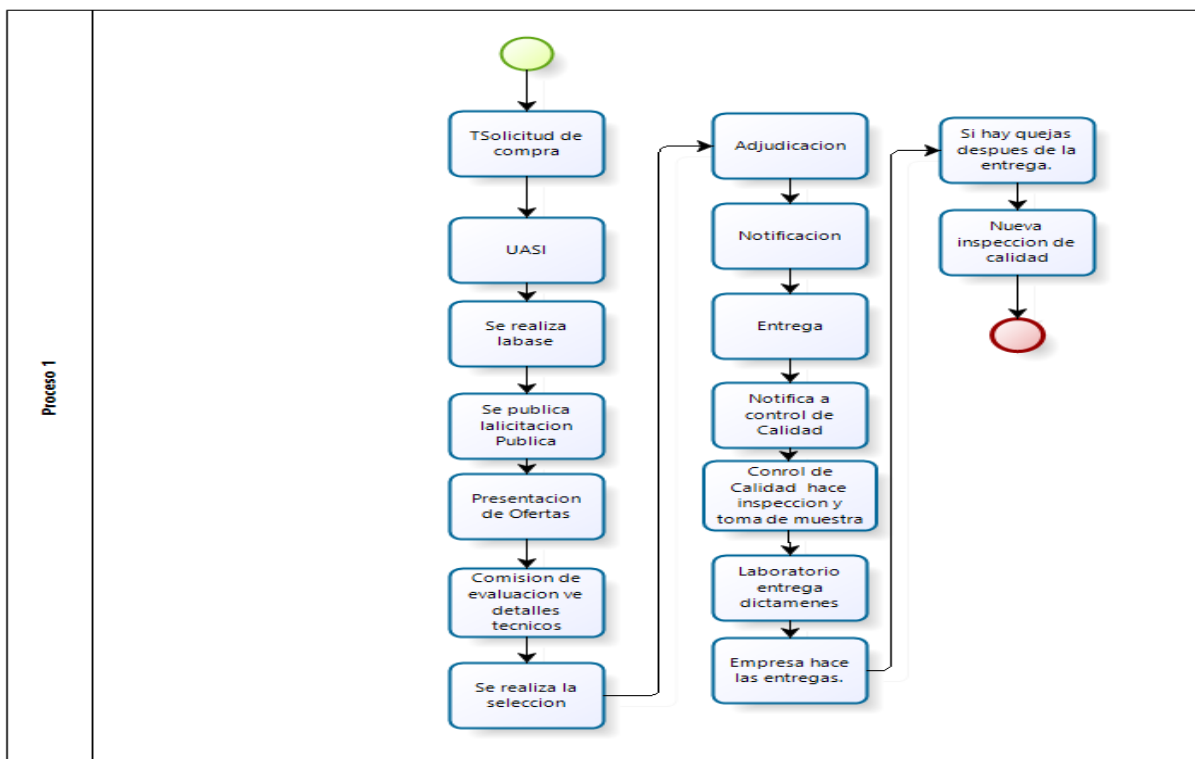 Proceso 1
TSolicitud de
compra
UASI
Se realiza
labase
Se publica
lalicitacion
Publica
Presentacion
de Ofertas
Comision de
evaluacion ve
detalles
tecnicos
Se realiza la
seleccion
Adjudicacion
Notificacion
Entrega
Notifica a
control de
Calidad
Conrol de
Calidad hace
inspeccion y
toma de muestra
Laboratorio
entrega
dictamenes
Empresa hace
las entregas.
Si hay quejas
despues de la
entrega.
Nueva
inspeccion de
calidad